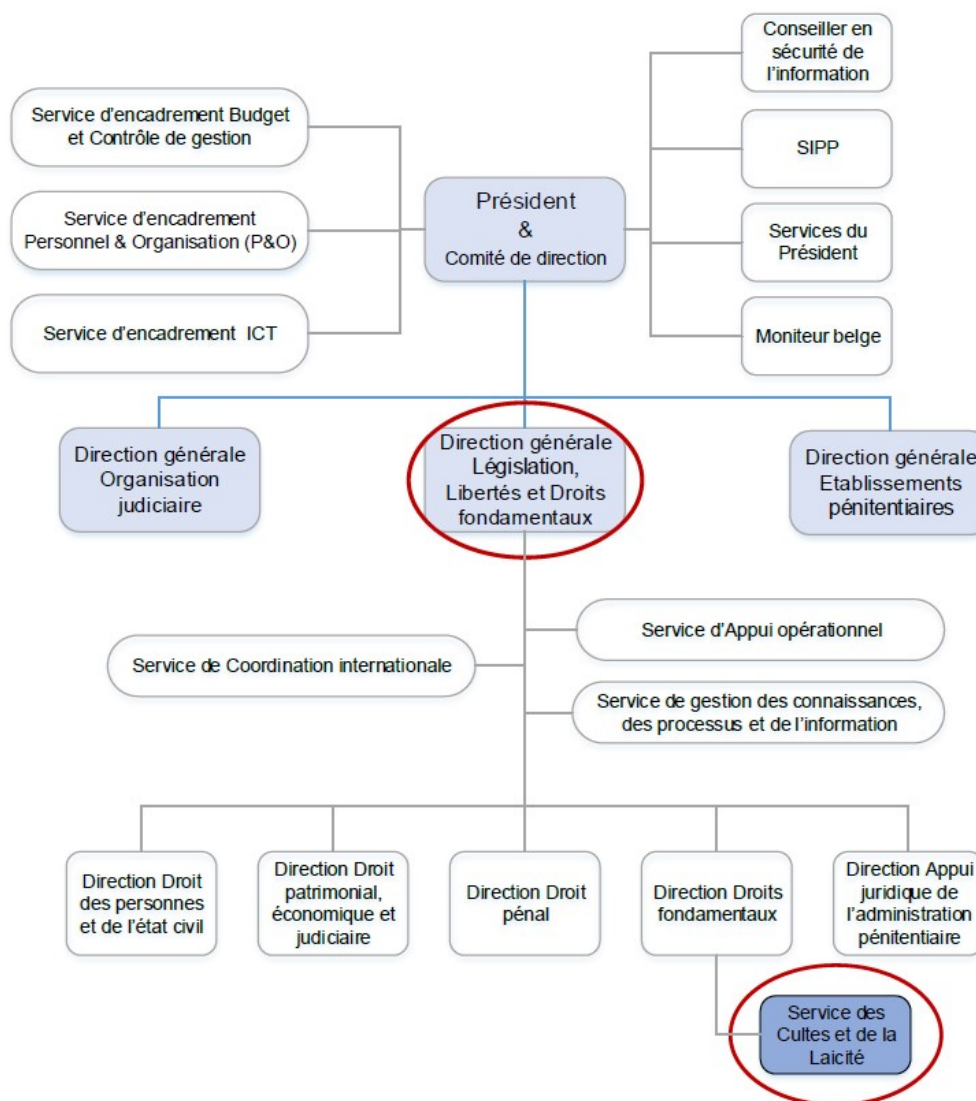 Conseiller en
sécurité de
l'information
Service d'encadrement Budget
et Contrôle de gestion
SIPP
Président
&
Comité de direction
Service d'encadrement
Personnel & Organisation (P&O)
Services du
Président
Service d'encadrement ICT
Moniteur belge
Direction générale
Organisation
judiciaire
Direction générale
Législation,
Libertés et Droits
fondamentaux
Direction générale
Etablissements
pénitentiaires
Service d'Appui opérationnel
Service de Coordination internationale
Service de gestion des connaissances,
des processus et de l'information
Direction Droit
des personnes
et de l'état civil
Direction Droit
patrimonial,
économique et
judiciaire
Direction Droit
pénal
Direction Droits
fondamentaux
Direction Appui
juridique de
l'administration
pénitentiaire
Service des
Cultes et de la
Laicité